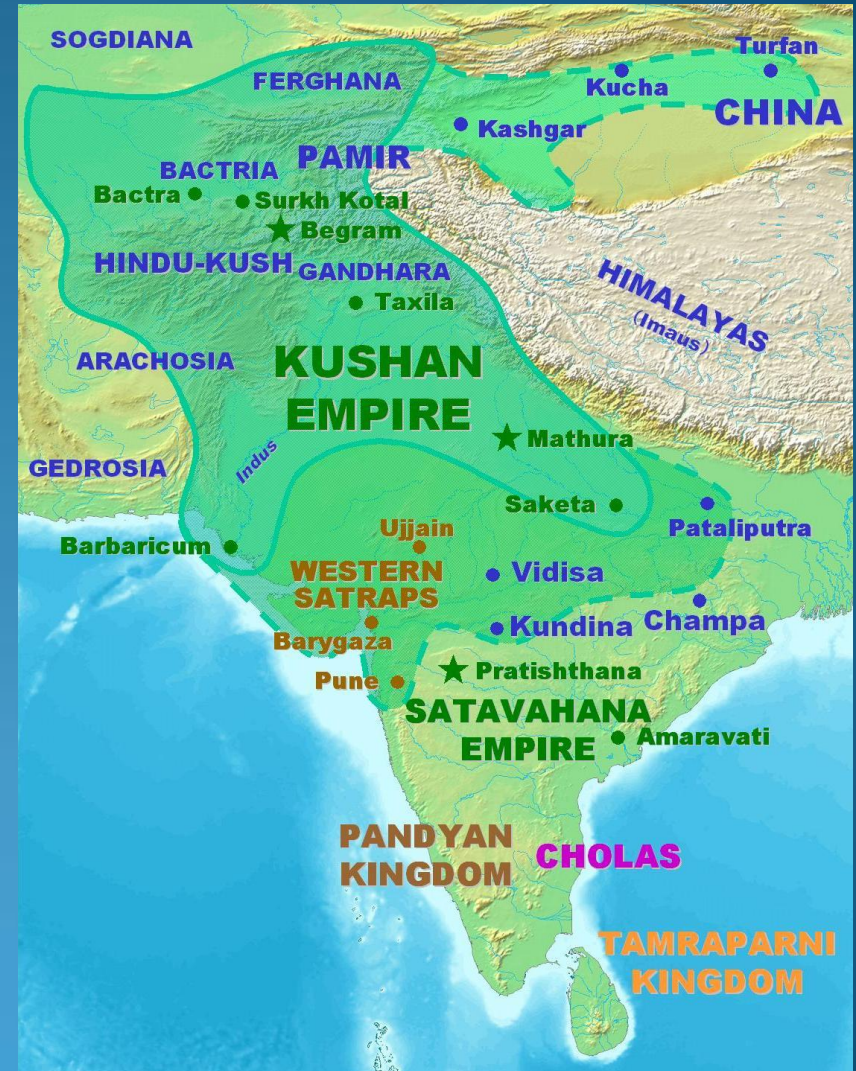 SOGDIANA
Turfan
FERGHANA
Kucha
CHINA
Kashgar
PAMIR
BACTRIA
Bactra
Surkh Kotal
Begram
HINDU-KUSH
GANDHARA
HIMALAYAS
(Imaus)
Taxila
ARACHOSIA
KUSHAN
EMPIRE
Mathura
GEDROSIA
Indus
Saketa
Pataliputra
Ujjain
Barbaricum
WESTERN
SATRAPS
Vidisa
Barygaza
Kundina
Champa
Pune
Pratishthana
SATAVAHANA
EMPIRE
Amaravati
PANDYAN
KINGDOM
CHOLAS
TAMRAPARNI
KINGDOM